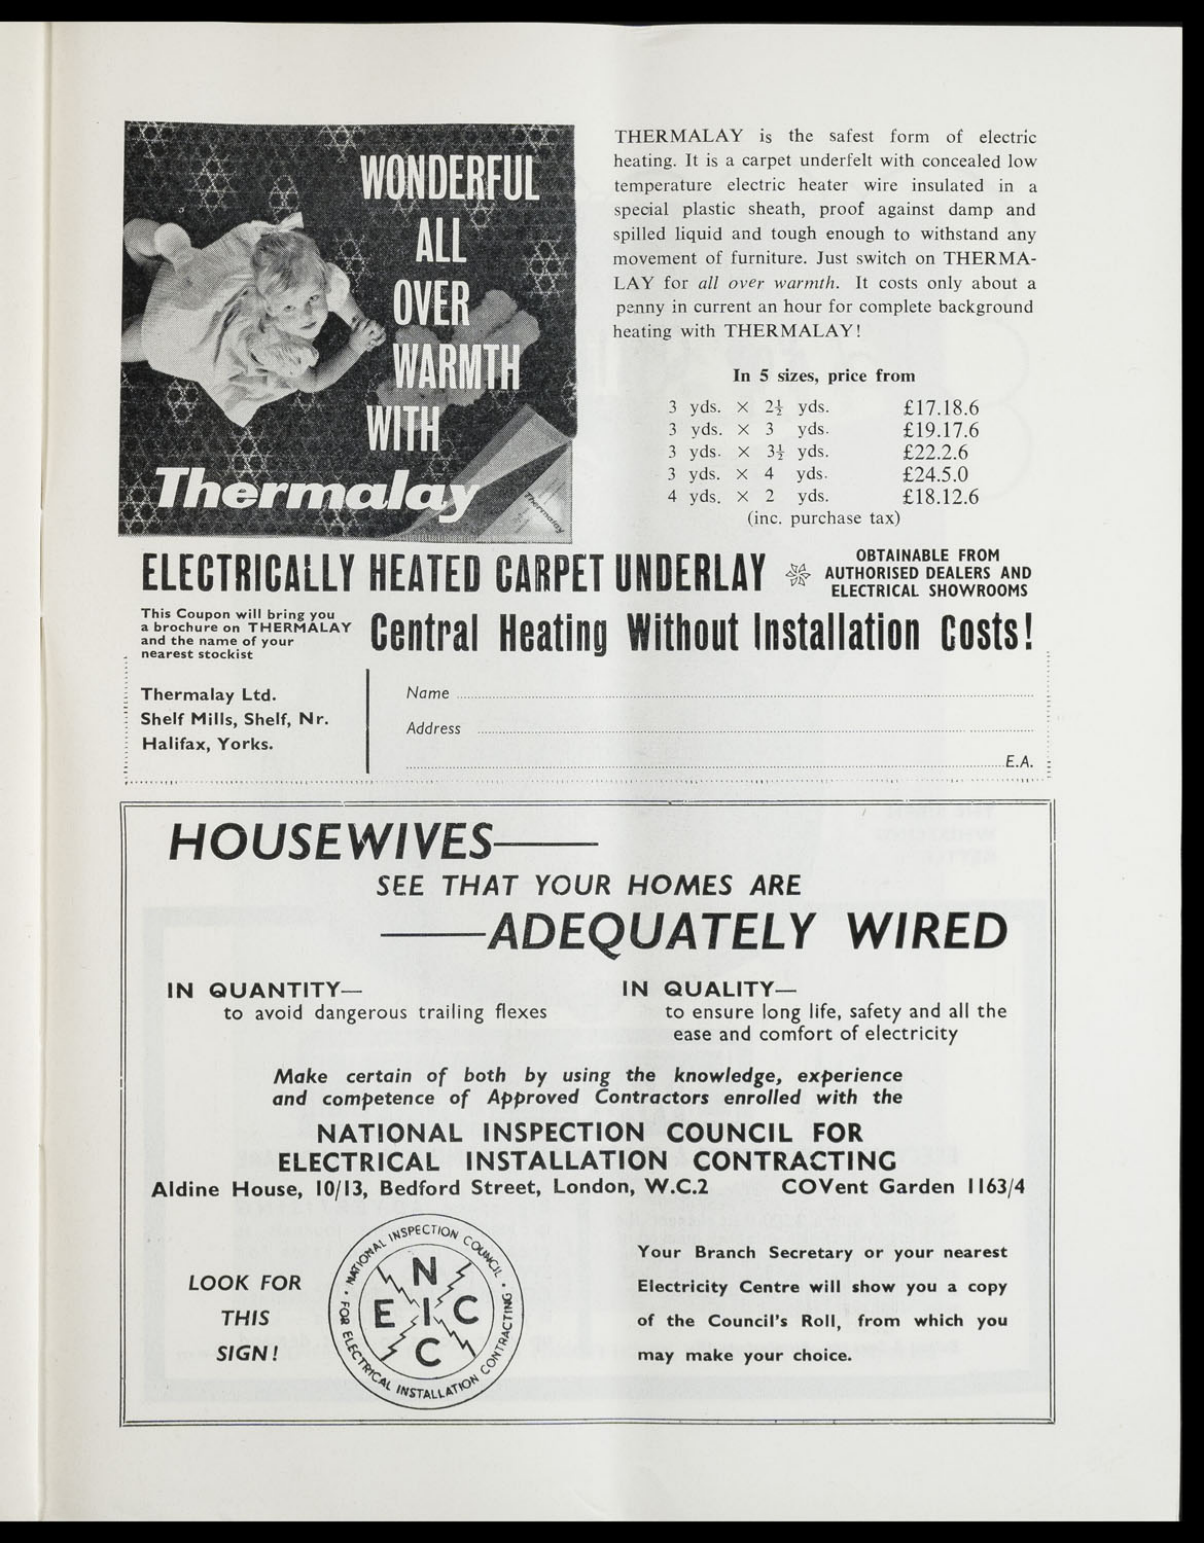 WONDERFUL
ALL
OVER
WARMTH
WITH
Thermalay
Thermalay
THERMALAY is the safest form of electric
heating. It is a carpet underfelt with concealed low
temperature electric heater wire insulated in a
special plastic sheath, proof against damp and
spilled liquid and tough enough to withstand any
movement of furniture. Just switch on THERMA-
LAY for all over warmth. It costs only about a
penny in current an hour for complete background
heating with THERMALAY!
In 5 sizes, price from
3 yds. × 2½ yds. £17.18.6
3 yds. × 3 yds. £19.17.6
3 yds. × 3½ yds. £22.2.6
3 yds. × 4 yds. £24.5.0
4 yds. × 2 yds. £18.12.6
(inc. purchase tax)
ELECTRICALLY HEATED CARPET UNDERLAY
OBTAINABLE FROM
AUTHORISED DEALERS AND
ELECTRICAL SHOWROOMS
This Coupon will bring you
a brochure on THERMALAY
and the name of your
nearest stockist
Central Heating Without Installation Costs!
Thermalay Ltd.
Shelf Mills, Shelf, Nr.
Halifax, Yorks.
Name
Address
E.A.
HOUSEWIVES—
SEE THAT YOUR HOMES ARE
—ADEQUATELY WIRED
IN QUANTITY—
to avoid dangerous trailing flexes
IN QUALITY—
to ensure long life, safety and all the
ease and comfort of electricity
Make certain of both by using the knowledge, experience
and competence of Approved Contractors enrolled with the
NATIONAL INSPECTION COUNCIL FOR
ELECTRICAL INSTALLATION CONTRACTING
Aldine House, 10/13, Bedford Street, London, W.C.2 COVent Garden 1163/4
LOOK FOR
THIS
SIGN!
• NATIONAL INSPECTION COUNCIL •
FOR ELECTRICAL INSTALLATION CONTRACTING
N
E I C
C
Your Branch Secretary or your nearest
Electricity Centre will show you a copy
of the Council's Roll, from which you
may make your choice.